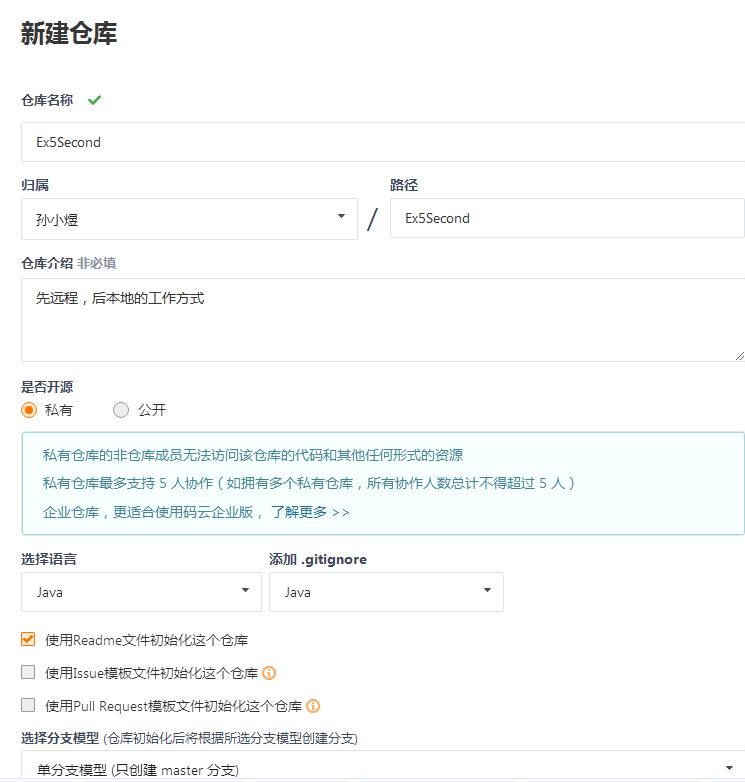 新建仓库
仓库名称
Ex5Second
归属 路径
孙小煜 / Ex5Second
仓库介绍 非必填
先远程，后本地的工作方式
是否开源
私有 公开
私有仓库的非仓库成员无法访问该仓库的代码和其他任何形式的资源
私有仓库最多支持 5 人协作（如拥有多个私有仓库，所有协作人数总计不得超过 5 人）
企业仓库，更适合使用码云企业版， 了解更多 >>
选择语言 添加 .gitignore
Java Java
使用Readme文件初始化这个仓库
使用Issue模板文件初始化这个仓库
使用Pull Request模板文件初始化这个仓库
选择分支模型 (仓库初始化后将根据所选分支模型创建分支)
单分支模型 (只创建 master 分支)